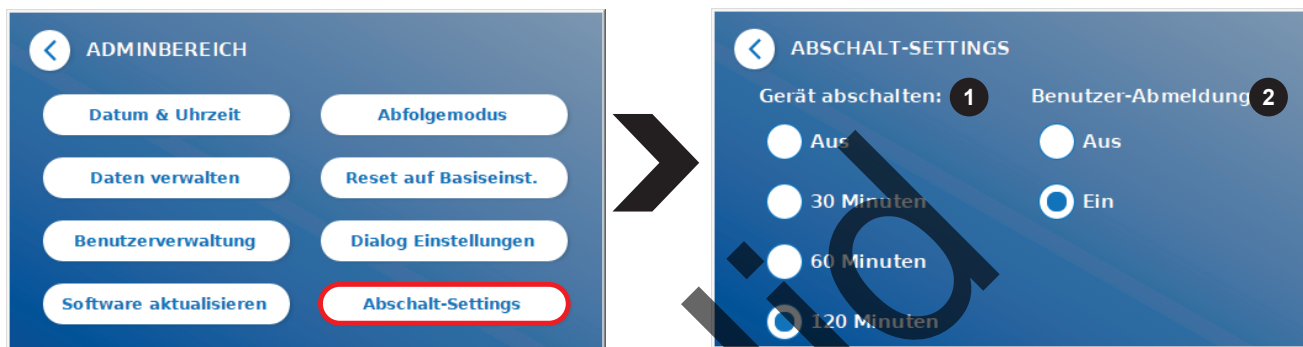 ADMINBEREICH
Datum & Uhrzeit
Abfolgemodus
Daten verwalten
Reset auf Basiseinst.
Benutzerverwaltung
Dialog Einstellungen
Software aktualisieren
Abschalt-Settings
ABSCHALT-SETTINGS
Gerät abschalten: 1
Aus
30 Minuten
60 Minuten
120 Minuten
Benutzer-Abmeldung 2
Aus
Ein